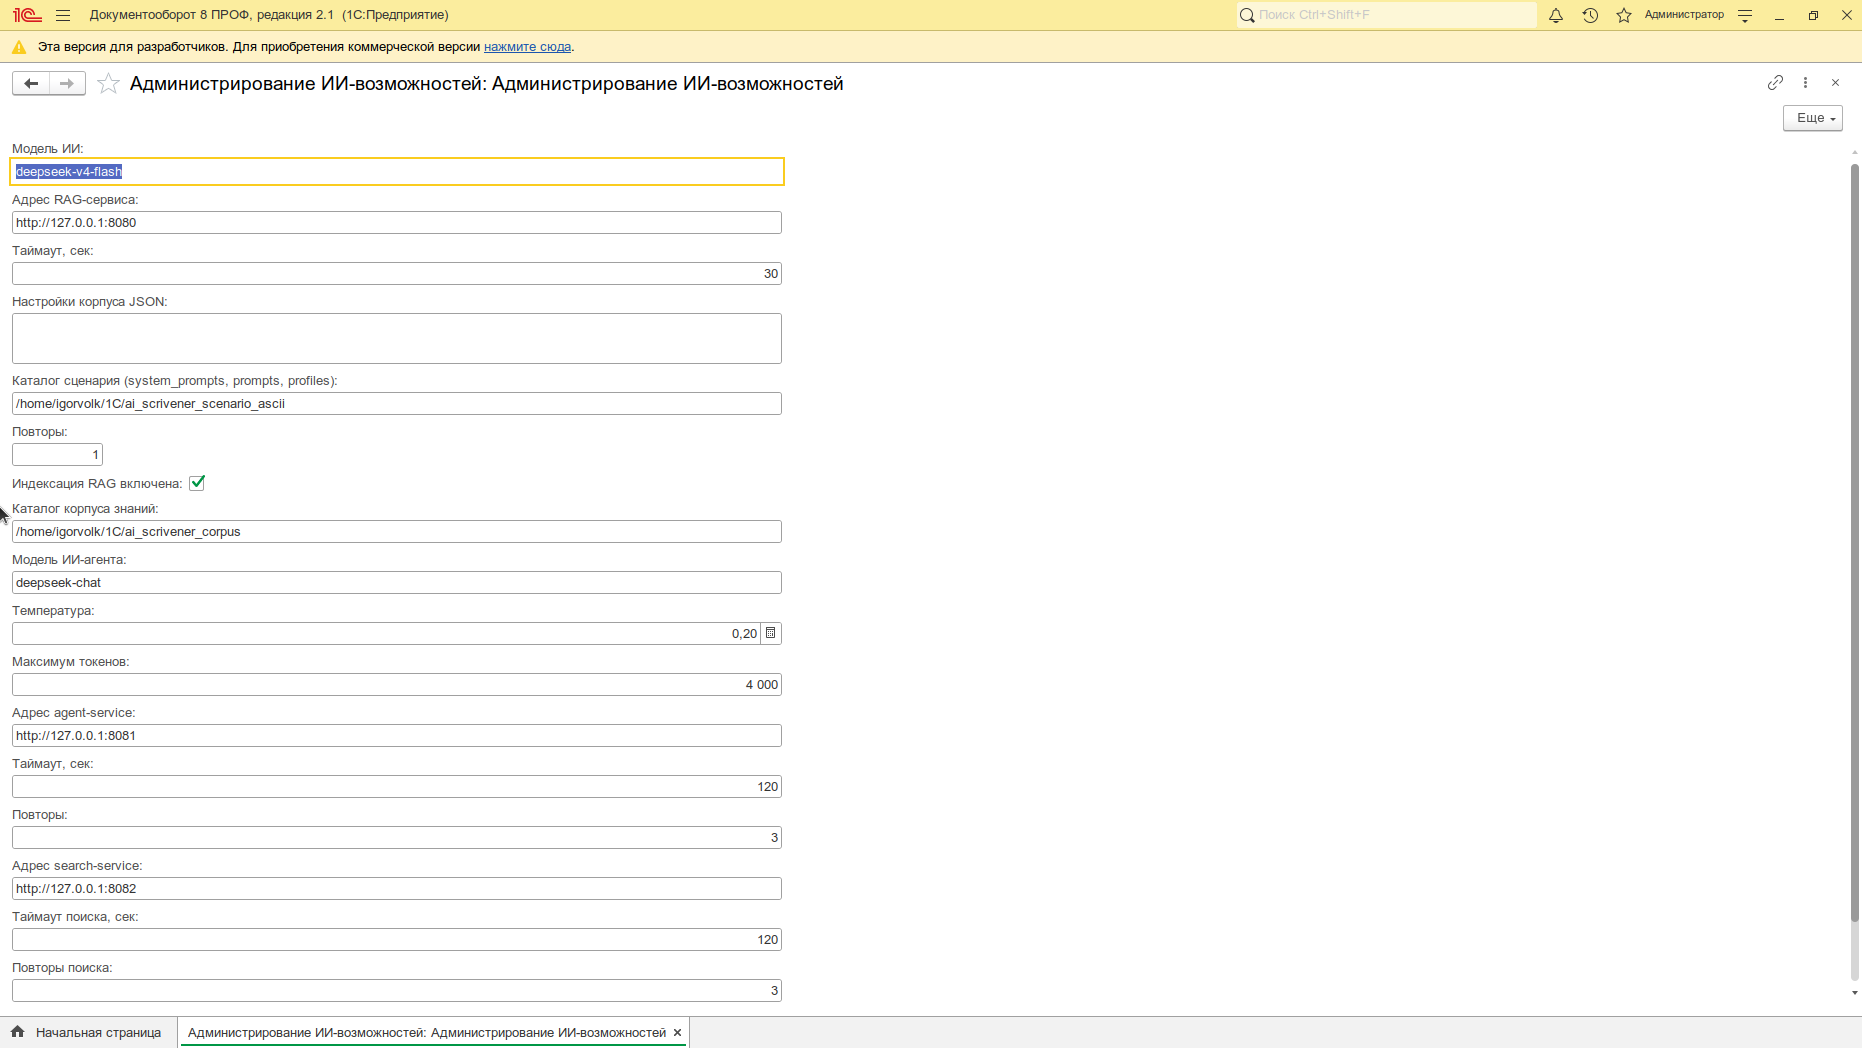 1С Документооборот 8 ПРОФ, редакция 2.1 (1С:Предприятие) Поиск Ctrl+Shift+F Администратор
Эта версия для разработчиков. Для приобретения коммерческой версии нажмите сюда.
Администрирование ИИ-возможностей: Администрирование ИИ-возможностей
Еще
Модель ИИ:
deepseek-v4-flash
Адрес RAG-сервиса:
http://127.0.0.1:8080
Таймаут, сек:
30
Настройки корпуса JSON:
Каталог сценария (system_prompts, prompts, profiles):
/home/igorvolk/1C/ai_scrivener_scenario_ascii
Повторы:
1
Индексация RAG включена:
Каталог корпуса знаний:
/home/igorvolk/1C/ai_scrivener_corpus
Модель ИИ-агента:
deepseek-chat
Температура:
0,20
Максимум токенов:
4 000
Адрес agent-service:
http://127.0.0.1:8081
Таймаут, сек:
120
Повторы:
3
Адрес search-service:
http://127.0.0.1:8082
Таймаут поиска, сек:
120
Повторы поиска:
3
Начальная страница Администрирование ИИ-возможностей: Администрирование ИИ-возможностей